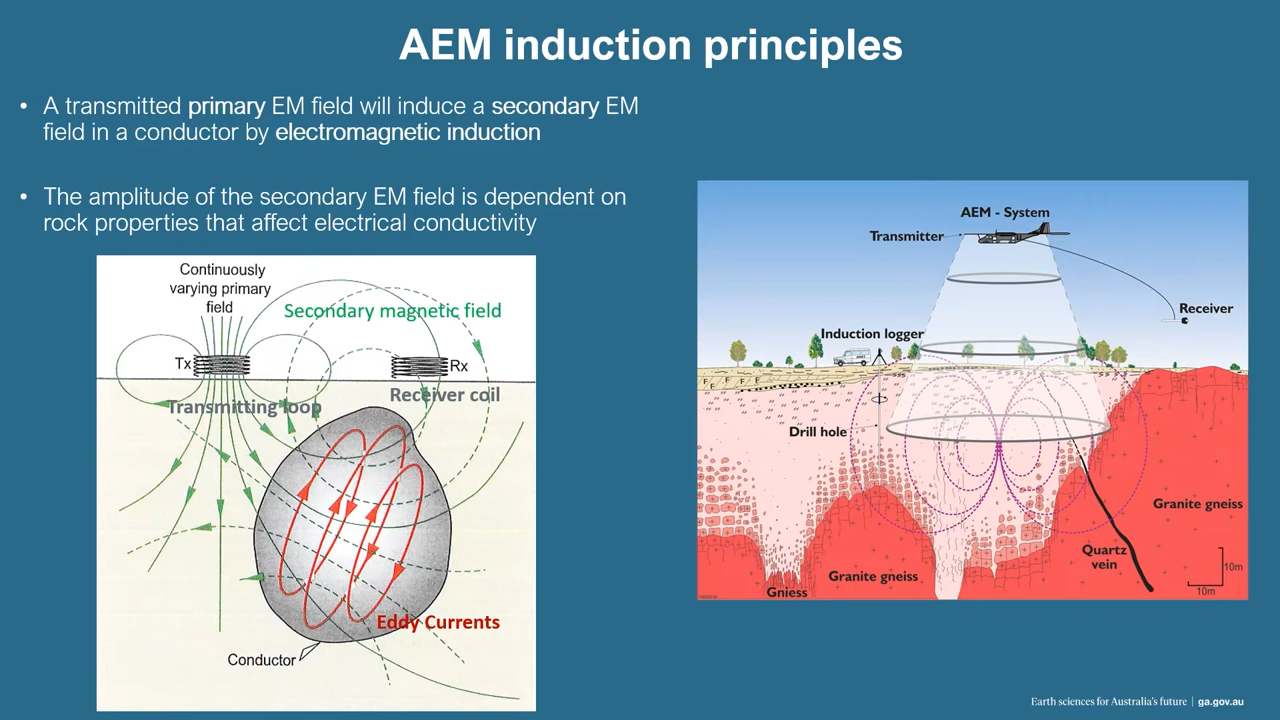 AEM induction principles
• A transmitted primary EM field will induce a secondary EM
field in a conductor by electromagnetic induction
• The amplitude of the secondary EM field is dependent on
rock properties that affect electrical conductivity
Continuously
varying primary
field
Secondary magnetic field
Tx
Rx
Transmitting loop
Receiver coil
Eddy Currents
Conductor
AEM - System
Transmitter
Receiver
Induction logger
Drill hole
Granite gneiss
Quartz
vein
Granite gneiss
Gniess
10m
10m
Earth sciences for Australia's future | ga.gov.au